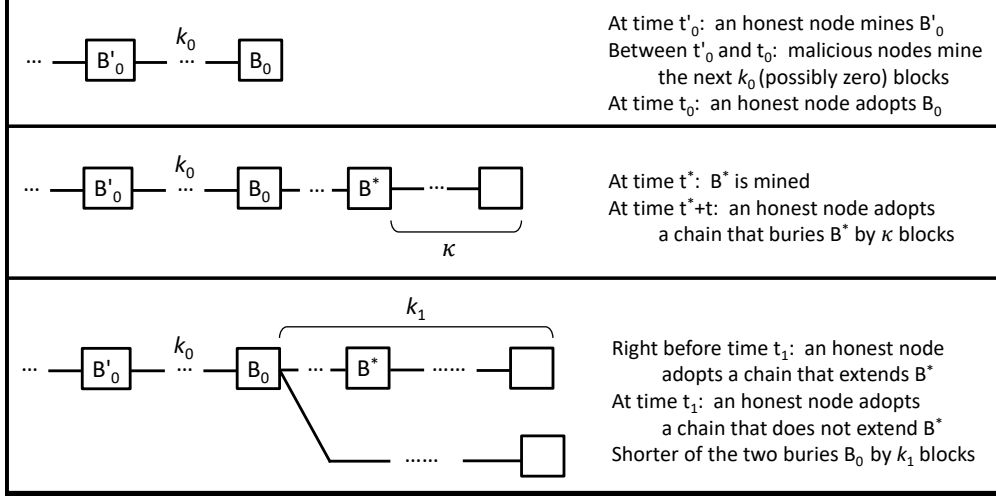 k₀
... B'₀ ... B₀
At time t'₀: an honest node mines B'₀
Between t'₀ and t₀: malicious nodes mine
the next k₀ (possibly zero) blocks
At time t₀: an honest node adopts B₀
k₀
... B'₀ ... B₀ ... B* ...
κ
At time t*: B* is mined
At time t*+t: an honest node adopts
a chain that buries B* by κ blocks
k₁
k₀
... B'₀ ... B₀ ... B* ......
......
Right before time t₁: an honest node
adopts a chain that extends B*
At time t₁: an honest node adopts
a chain that does not extend B*
Shorter of the two buries B₀ by k₁ blocks